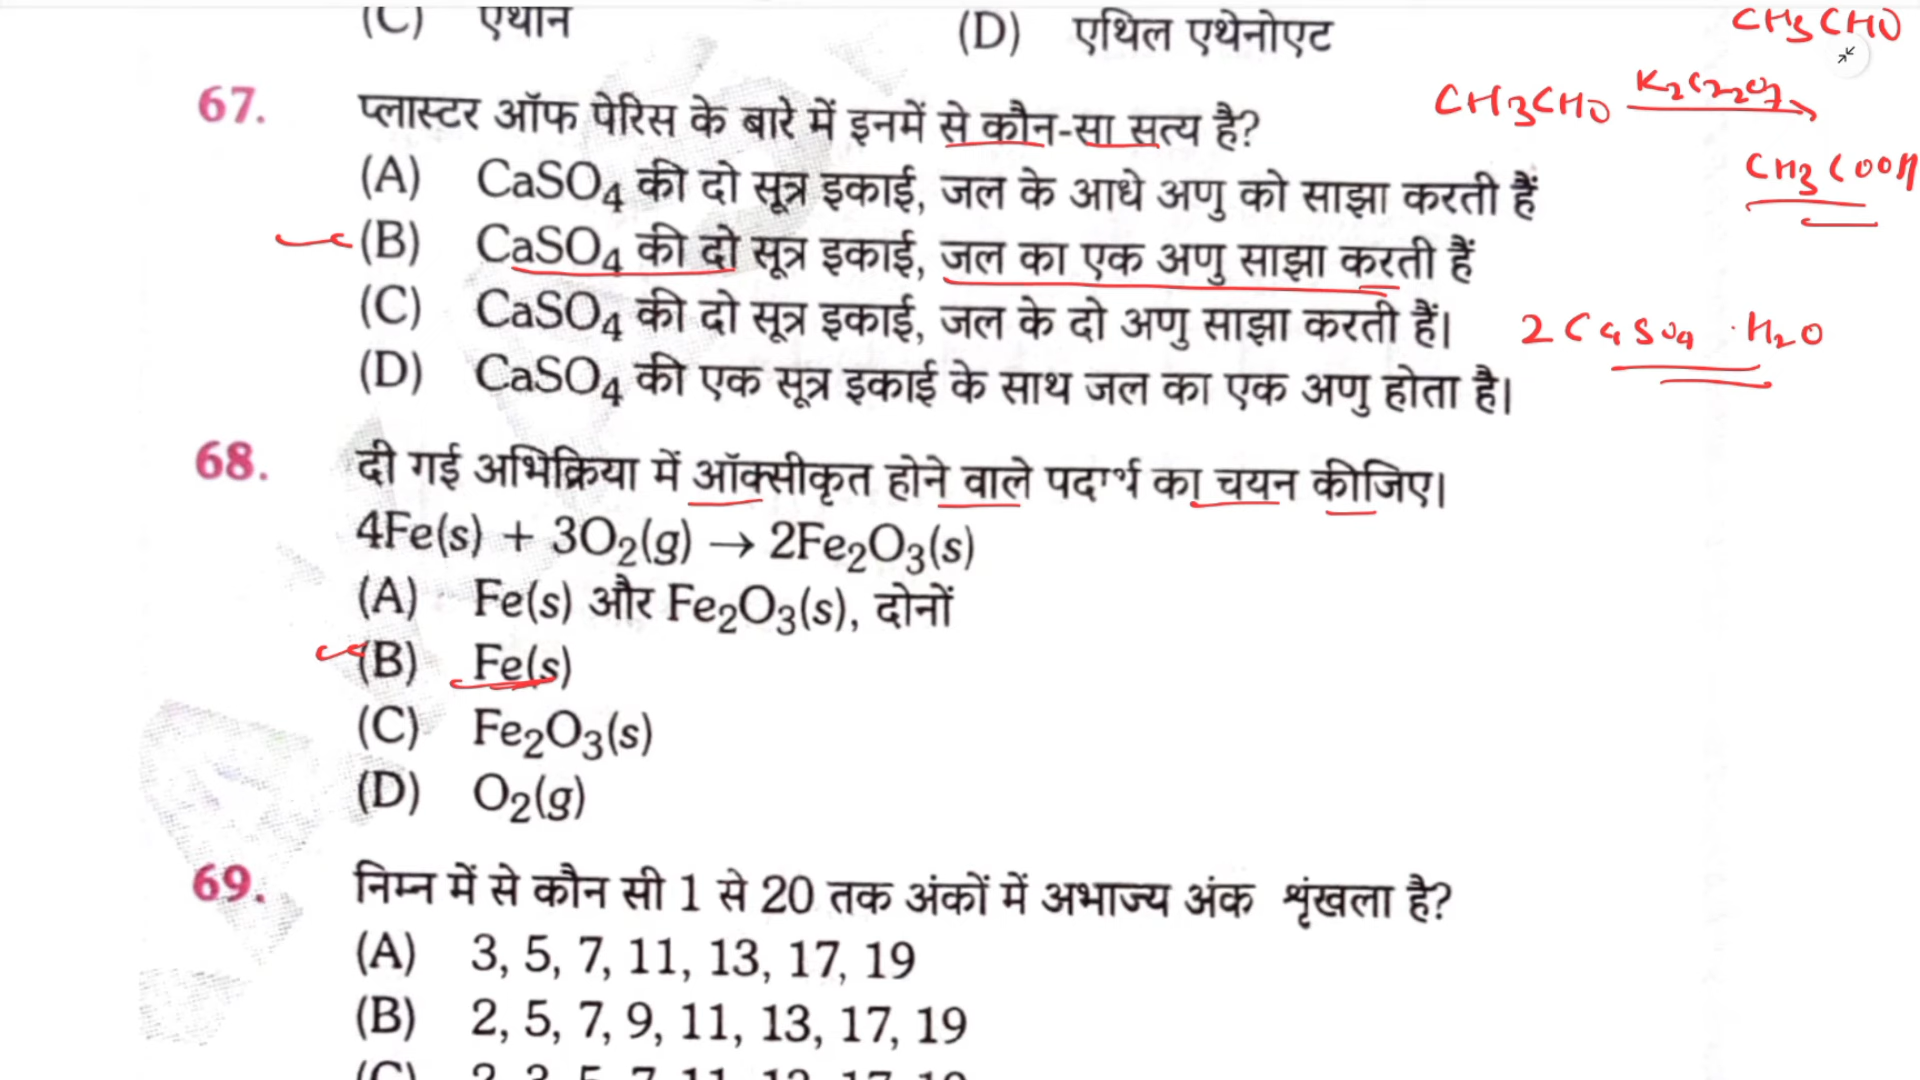 (C) एथीन
(D) एथिल एथेनोएट
CH3CHO
67. प्लास्टर ऑफ पेरिस के बारे में इनमें से कौन-सा सत्य है?
CH3CHO K2Cr2O7
(A) CaSO4 की दो सूत्र इकाई, जल के आधे अणु को साझा करती हैं
CH3COOH
(B) CaSO4 की दो सूत्र इकाई, जल का एक अणु साझा करती हैं
(C) CaSO4 की दो सूत्र इकाई, जल के दो अणु साझा करती हैं।
2CaSO4 .H2O
(D) CaSO4 की एक सूत्र इकाई के साथ जल का एक अणु होता है।
68. दी गई अभिक्रिया में ऑक्सीकृत होने वाले पदार्थ का चयन कीजिए।
4Fe(s) + 3O2(g) → 2Fe2O3(s)
(A) Fe(s) और Fe2O3(s), दोनों
(B) Fe(s)
(C) Fe2O3(s)
(D) O2(g)
69. निम्न में से कौन सी 1 से 20 तक अंकों में अभाज्य अंक श्रृंखला है?
(A) 3, 5, 7, 11, 13, 17, 19
(B) 2, 5, 7, 9, 11, 13, 17, 19